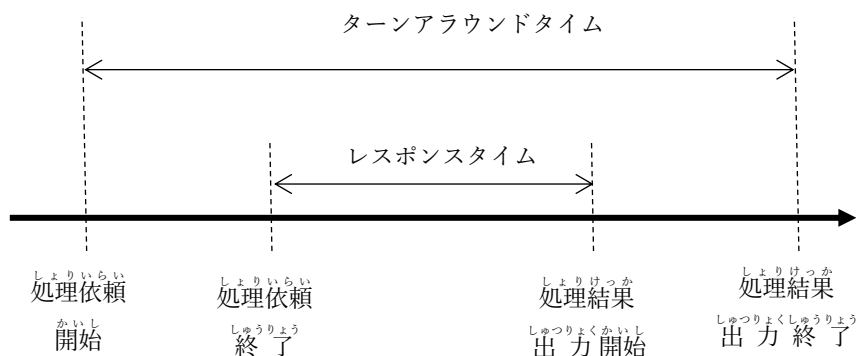 ターンアラウンドタイム
レスポンスタイム
しょりいらい
処理依頼
かいし
開始
しょりいらい
処理依頼
しゅうりょう
終了
しょりけっか
処理結果
しゅつりょくかいし
出力開始
しょりけっか
処理結果
しゅつりょくしゅうりょう
出力終了